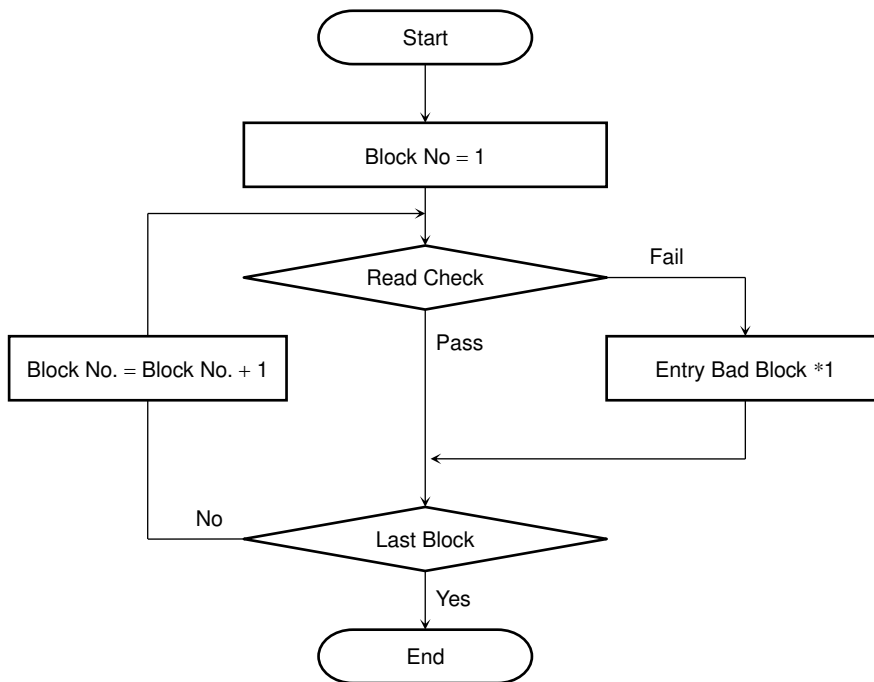 Start
Block No = 1
Read Check
Fail
Pass
Block No. = Block No. + 1
Entry Bad Block *1
No
Last Block
Yes
End